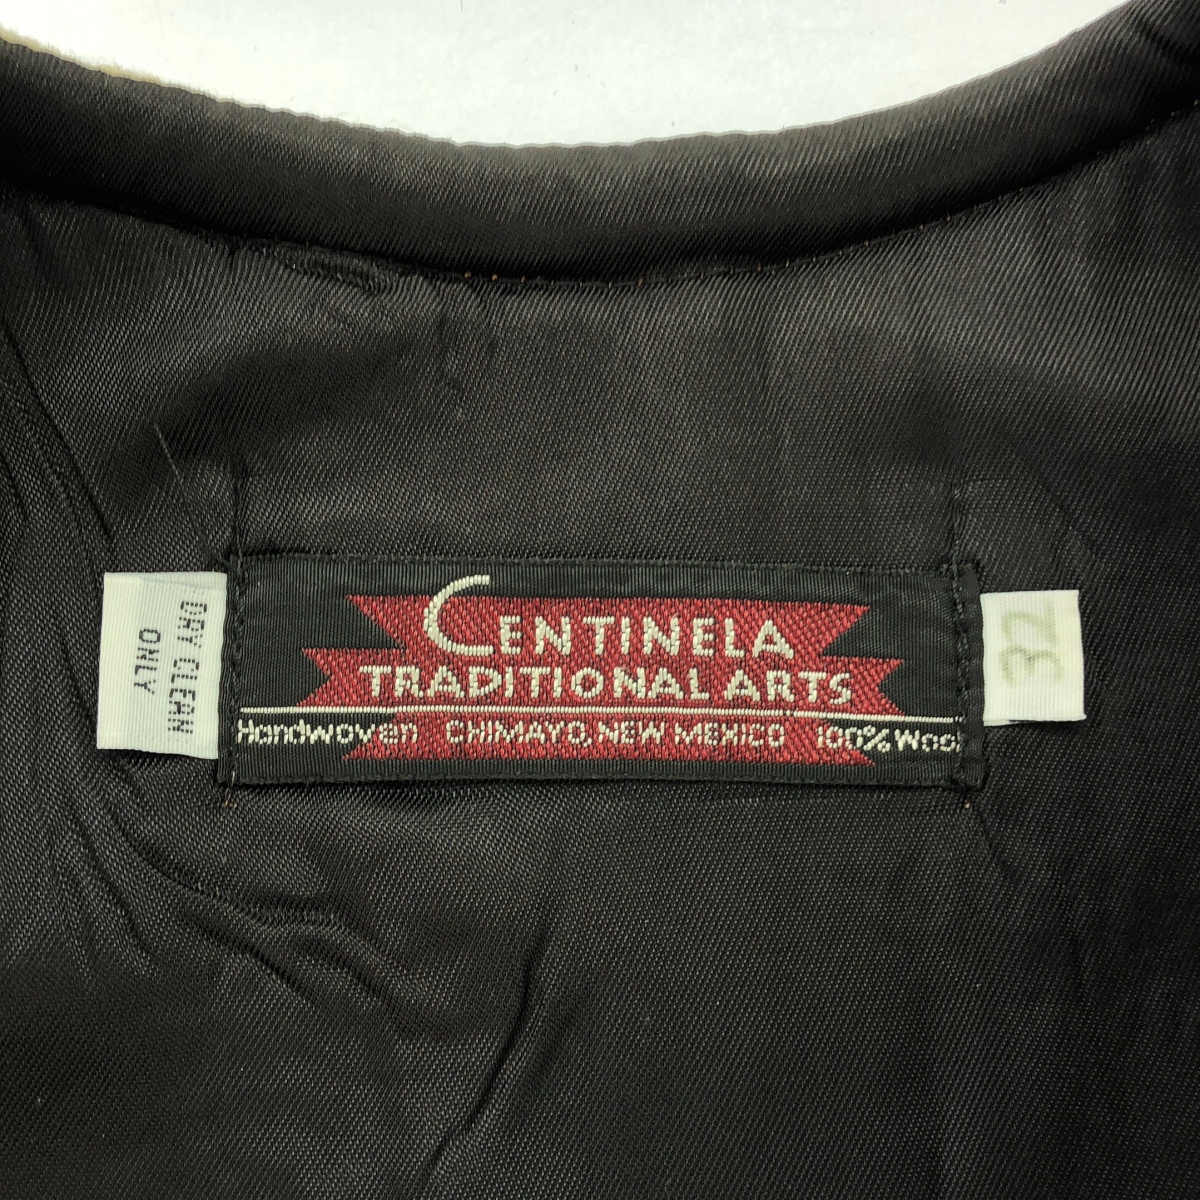 CENTINELA
TRADITIONAL ARTS
Handwoven CHIMAYO, NEW MEXICO 100% Wool
DRY CLEAN
ONLY
32